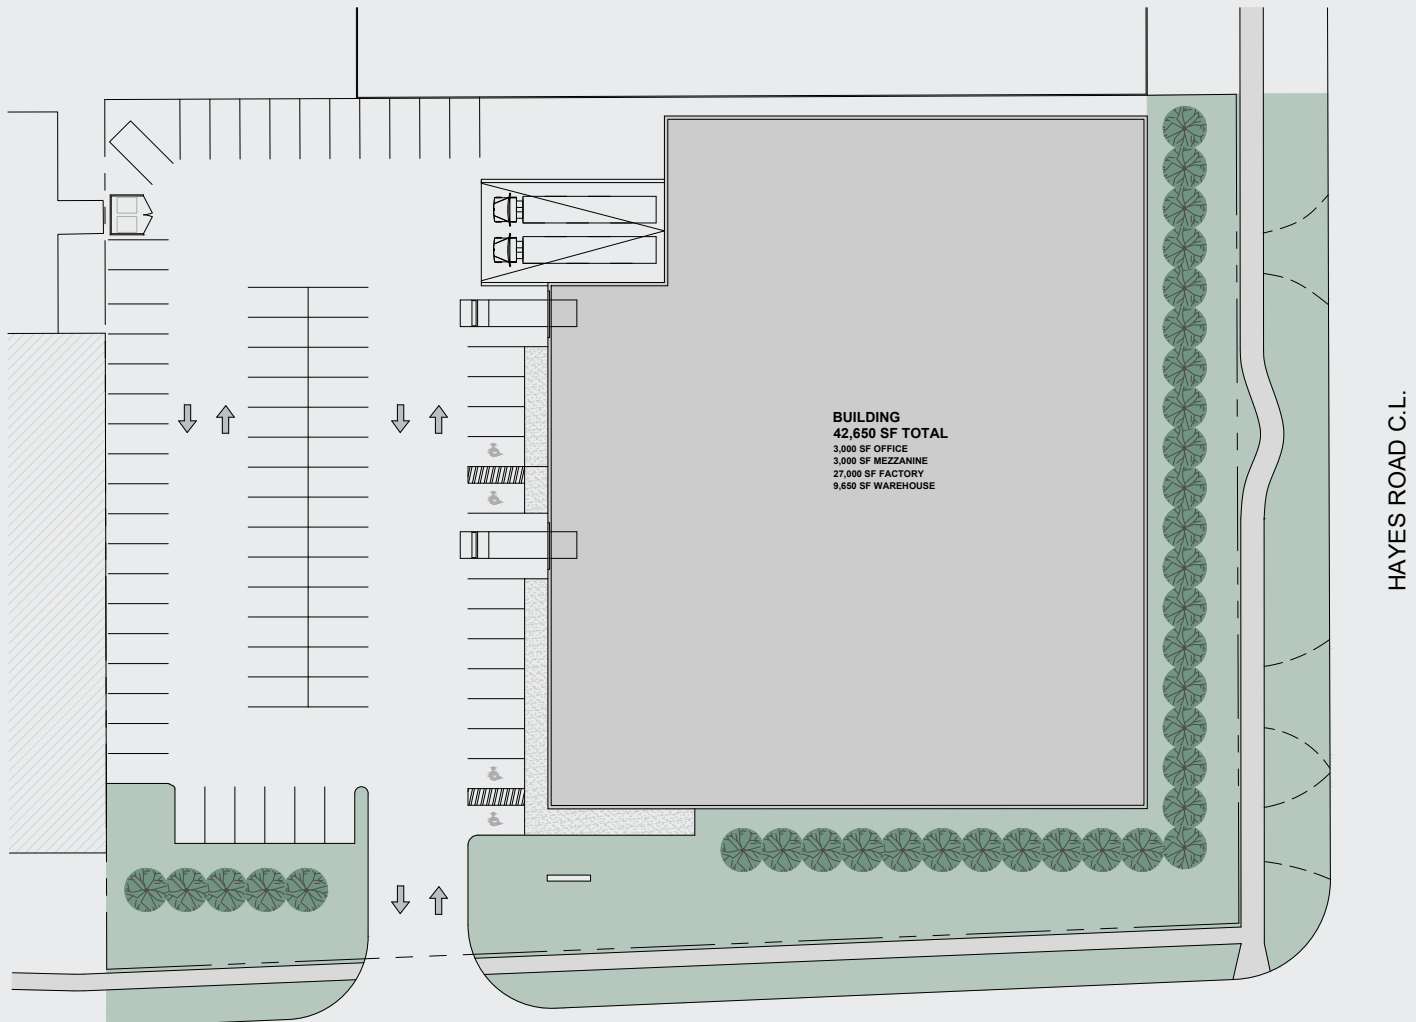 BUILDING
42,650 SF TOTAL
3,000 SF OFFICE
3,000 SF MEZZANINE
27,000 SF FACTORY
9,650 SF WAREHOUSE
HAYES ROAD C.L.